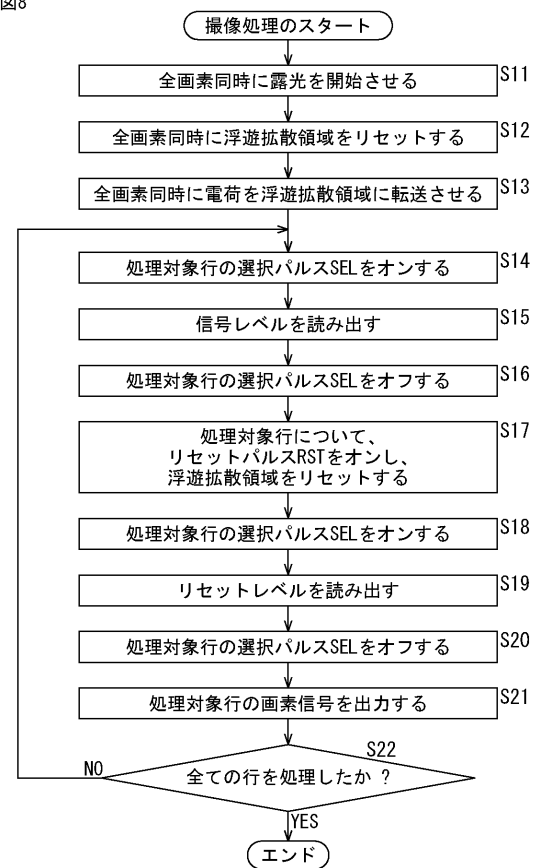 図8
撮像処理のスタート
全画素同時に露光を開始させる
S11
全画素同時に浮遊拡散領域をリセットする
S12
全画素同時に電荷を浮遊拡散領域に転送させる
S13
処理対象行の選択パルスSELをオンする
S14
信号レベルを読み出す
S15
処理対象行の選択パルスSELをオフする
S16
処理対象行について、
リセットパルスRSTをオンし、
浮遊拡散領域をリセットする
S17
処理対象行の選択パルスSELをオンする
S18
リセットレベルを読み出す
S19
処理対象行の選択パルスSELをオフする
S20
処理対象行の画素信号を出力する
S21
S22
NO
全ての行を処理したか ?
YES
エンド